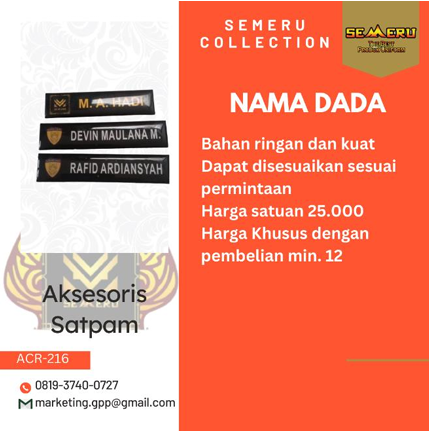 SEMERU
COLLECTION
SEMERU
NAMA DADA
Bahan ringan dan kuat
Dapat disesuaikan sesuai
permintaan
Harga satuan 25.000
Harga Khusus dengan
pembelian min. 12
M. A. HADI
DEVIN MAULANA M.
RAFID ARDIANSYAH
Aksesoris
Satpam
ACR-216
0819-3740-0727
marketing.gpp@gmail.com